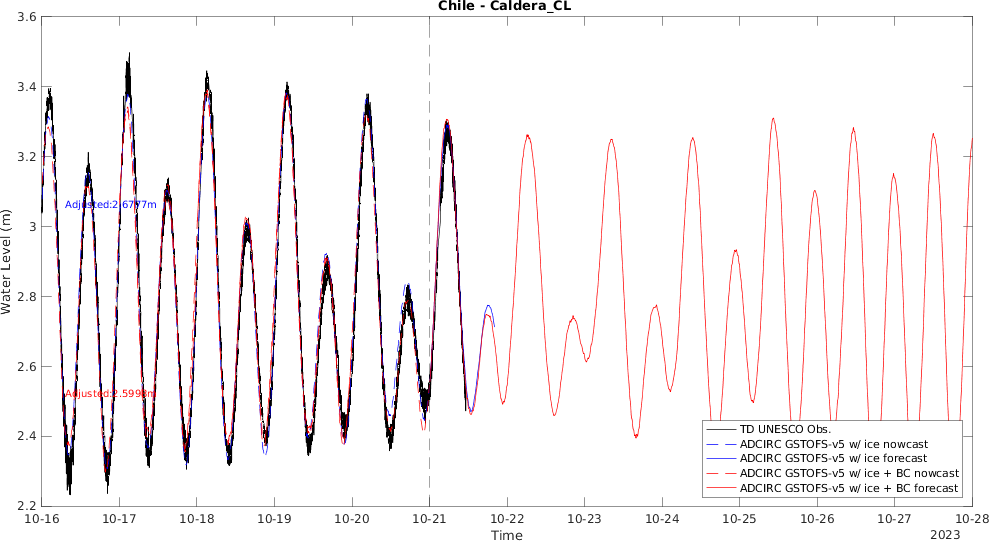 Chile - Caldera_CL
3.6
3.4
3.2
3
2.8
2.6
2.4
2.2
Water Level (m)
Adjusted:2.6777m
Adjusted:2.5993m
TD UNESCO Obs.
ADCIRC GSTOFS-v5 w/ ice nowcast
ADCIRC GSTOFS-v5 w/ ice forecast
ADCIRC GSTOFS-v5 w/ ice + BC nowcast
ADCIRC GSTOFS-v5 w/ ice + BC forecast
10-16 10-17 10-18 10-19 10-20 10-21 10-22 10-23 10-24 10-25 10-26 10-27 10-28
Time
2023